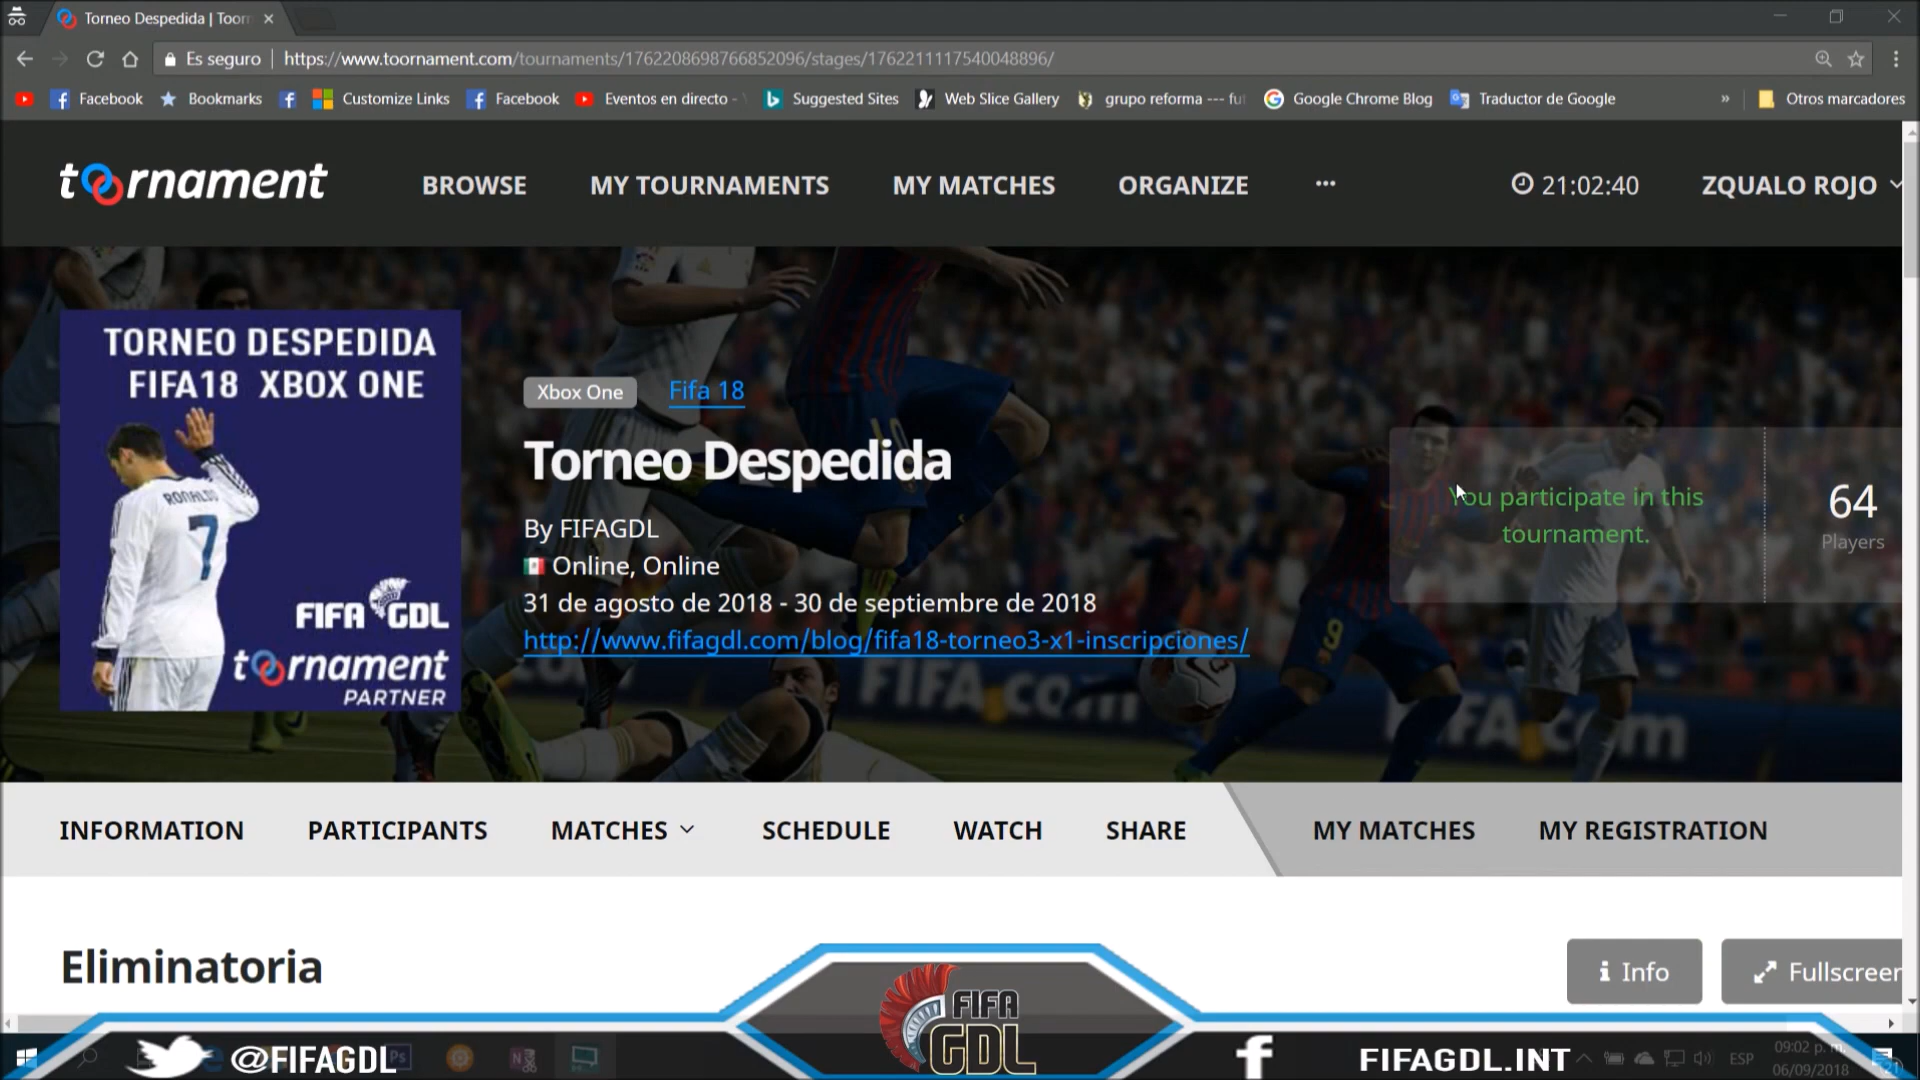 Torneo Despedida | Toor
Es seguro
https://www.toornament.com/tournaments/1762208698766852096/stages/1762211117540048896/
Facebook
Bookmarks
Customize Links
Facebook
Eventos en directo -
Suggested Sites
Web Slice Gallery
grupo reforma --- fut
Google Chrome Blog
Traductor de Google
»
Otros marcadores
toornament
BROWSE
MY TOURNAMENTS
MY MATCHES
ORGANIZE
...
21:02:40
ZQUALO ROJO
TORNEO DESPEDIDA
FIFA18 XBOX ONE
RONALDO
7
FIFA GDL
toornament
PARTNER
Xbox One
Fifa 18
Torneo Despedida
By FIFAGDL
Online, Online
31 de agosto de 2018 - 30 de septiembre de 2018
http://www.fifagdl.com/blog/fifa18-torneo3-x1-inscripciones/
You participate in this
tournament.
64
Players
FIFA.com
INFORMATION
PARTICIPANTS
MATCHES
SCHEDULE
WATCH
SHARE
MY MATCHES
MY REGISTRATION
Eliminatoria
Info
Fullscreen
FIFA
GDL
@FIFAGDL
Ps
FIFAGDL.INT
ESP
09:02 p. m.
06/09/2018
21